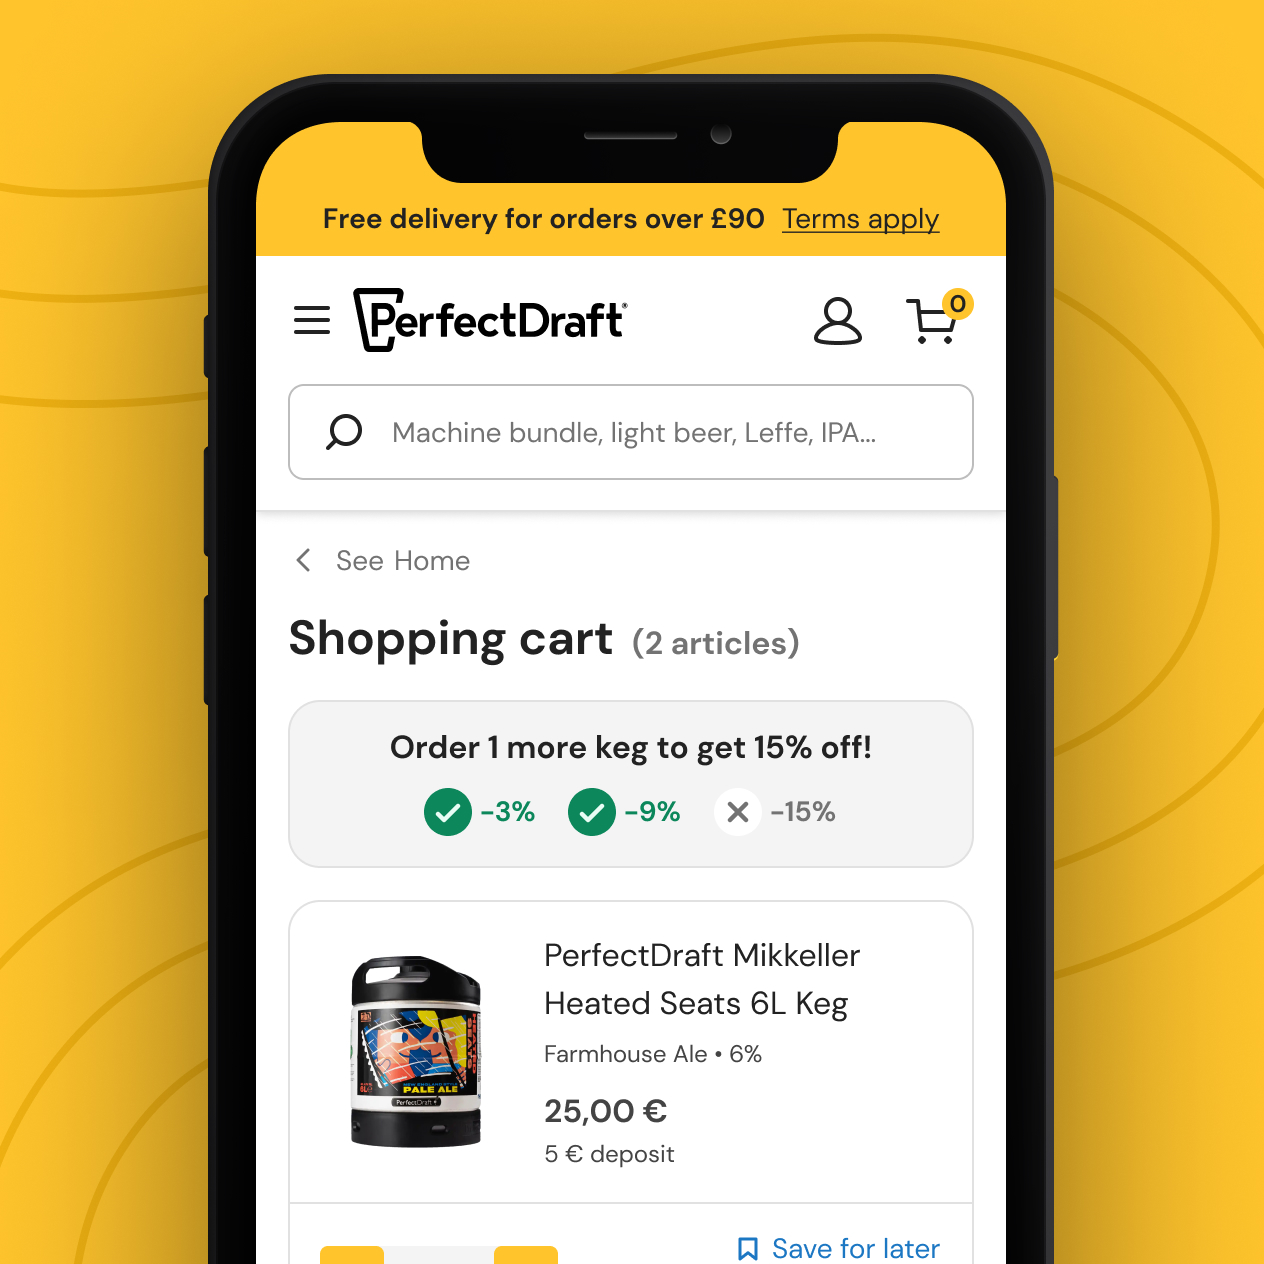 Free delivery for orders over £90 Terms apply
PerfectDraft
0
Machine bundle, light beer, Leffe, IPA...
See Home
Shopping cart (2 articles)
Order 1 more keg to get 15% off!
-3% -9% -15%
PerfectDraft Mikkeller
Heated Seats 6L Keg
Farmhouse Ale • 6%
25,00 €
5 € deposit
PALE ALE
PerfectDraft
Save for later